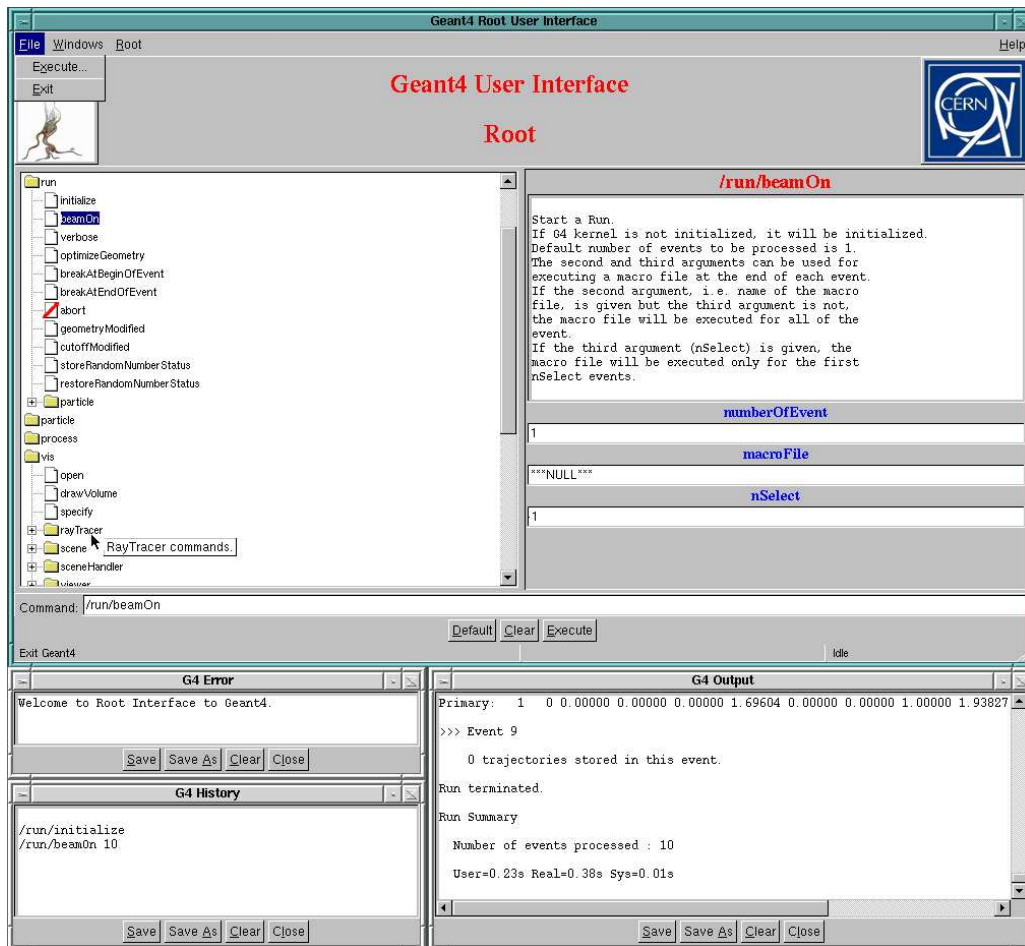 Geant4 Root User Interface
File Windows Root Help
Execute...
Exit
Geant4 User Interface
Root
CERN
run
initialize
beamOn
verbose
optimizeGeometry
breakAtBeginOfEvent
breakAtEndOfEvent
abort
geometryModified
cutoffModified
storeRandomNumberStatus
restoreRandomNumberStatus
particle
particle
process
vis
open
drawVolume
specify
rayTracer
scene
RayTracer commands.
sceneHandler
viewer
/run/beamOn
Start a Run.
If G4 kernel is not initialized, it will be initialized.
Default number of events to be processed is 1.
The second and third arguments can be used for
executing a macro file at the end of each event.
If the second argument, i.e. name of the macro
file, is given but the third argument is not,
the macro file will be executed for all of the
event.
If the third argument (nSelect) is given, the
macro file will be executed only for the first
nSelect events.
numberOfEvent
1
macroFile
***NULL***
nSelect
-1
Command: /run/beamOn
Default Clear Execute
Exit Geant4 Idle
G4 Error
Welcome to Root Interface to Geant4.
Save Save As Clear Close
G4 History
/run/initialize
/run/beamOn 10
Save Save As Clear Close
G4 Output
Primary: 1 0 0.00000 0.00000 0.00000 1.69604 0.00000 0.00000 1.00000 1.93827
>>> Event 9
0 trajectories stored in this event.
Run terminated.
Run Summary
Number of events processed : 10
User=0.23s Real=0.38s Sys=0.01s
Save Save As Clear Close